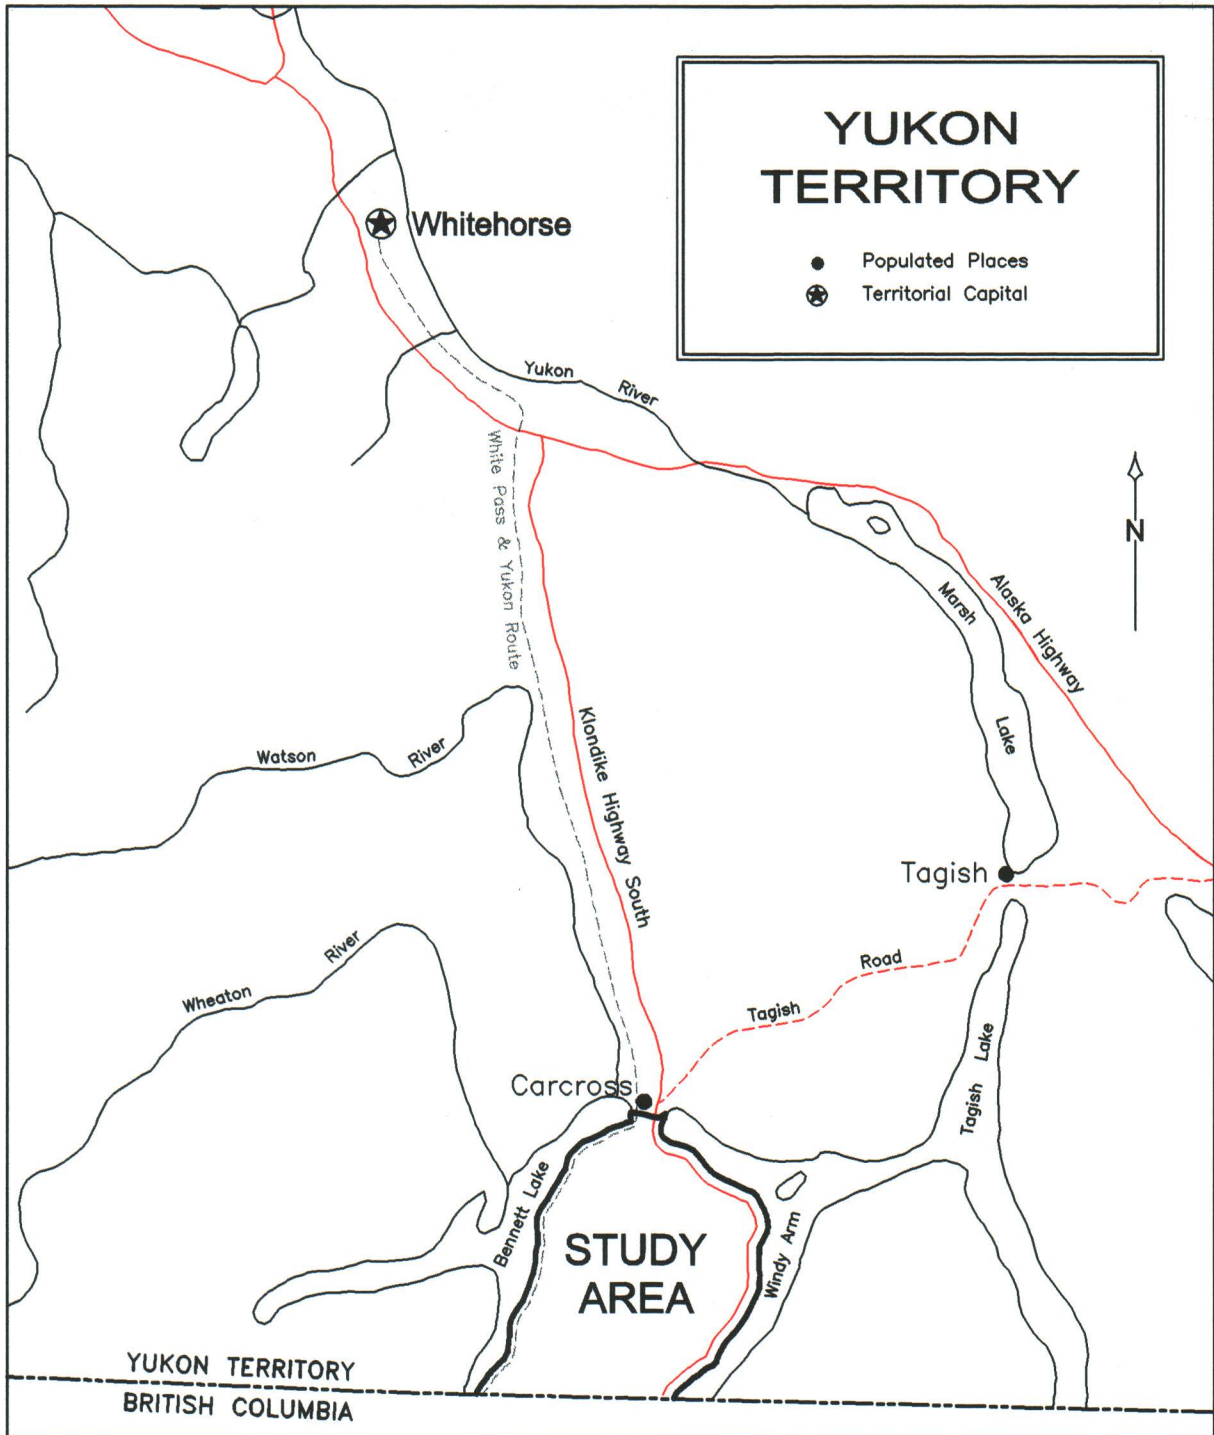 YUKON
TERRITORY
Populated Places
Territorial Capital
Whitehorse
Yukon River
White Pass & Yukon Route
N
Alaska Highway
Marsh Lake
Klondike Highway South
Watson River
Tagish
Wheaton River
Tagish Road
Tagish Lake
Carcross
Bennett Lake
Windy Arm
STUDY
AREA
YUKON TERRITORY
BRITISH COLUMBIA